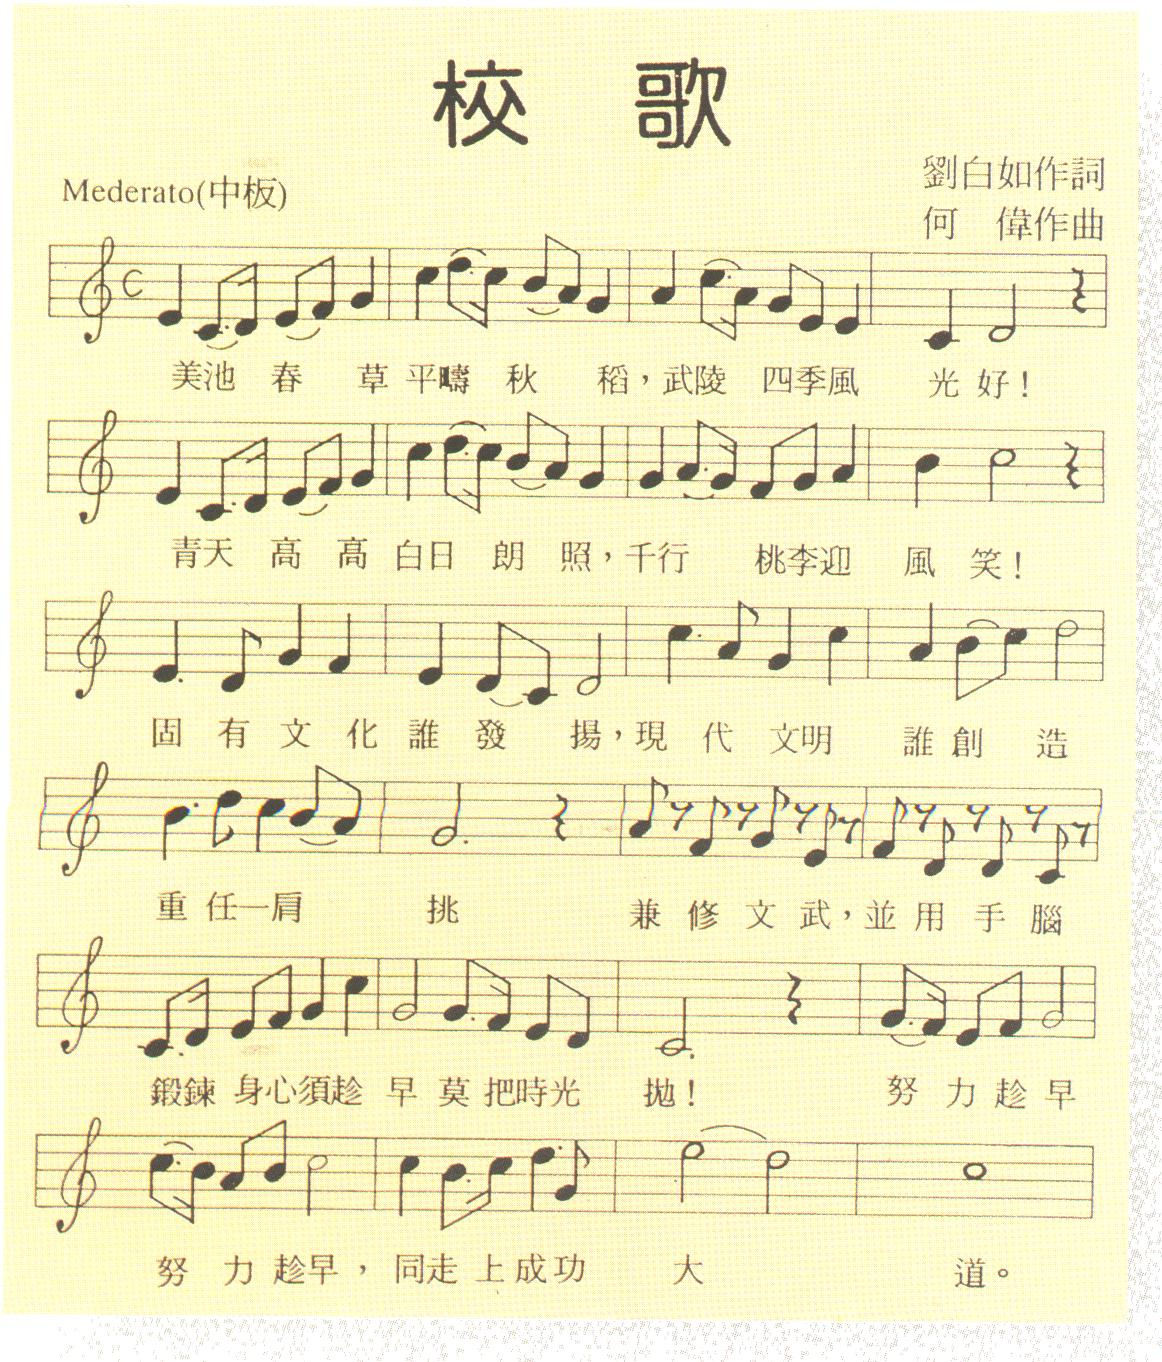 校歌
Mederato(中板)
劉白如作詞
何 偉作曲
美池 春 草 平疇 秋 稻，武陵 四季風 光 好！
青天 高 高 白日 朗 照，千行 桃李迎 風 笑！
固 有 文 化 誰 發 揚，現 代 文明 誰 創 造
重 任一肩 挑 兼 修 文 武，並 用 手 腦
鍛鍊 身心須趁 早 莫 把時光 拋！ 努 力 趁 早
努 力 趁早， 同走 上 成功 大 道。